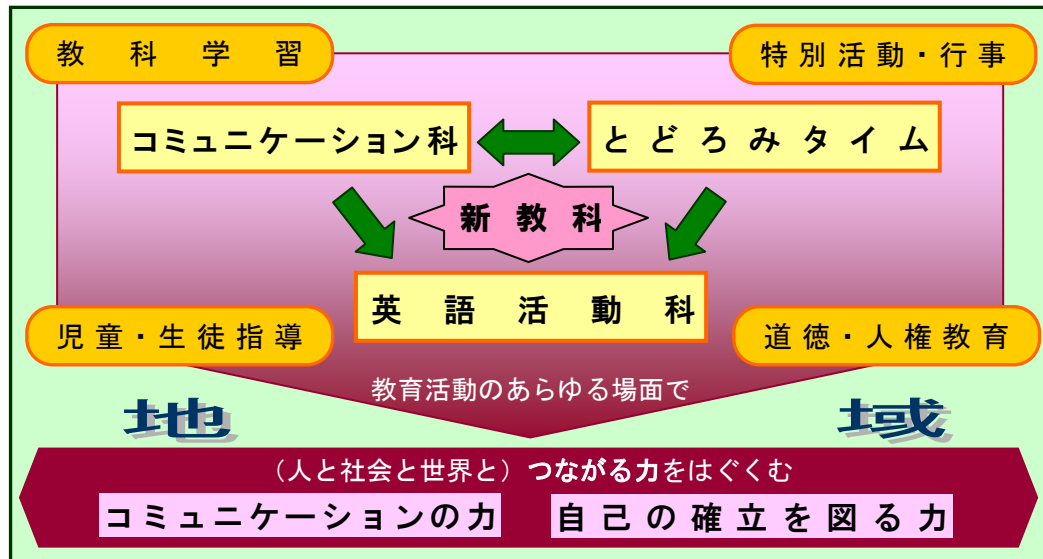 教科学習
特別活動・行事
コミュニケーション科
とどろみタイム
新教科
英語活動科
児童・生徒指導
道徳・人権教育
教育活動のあらゆる場面で
地域
（人と社会と世界と）つながる力をはぐくむ
コミュニケーションの力
自己の確立を図る力